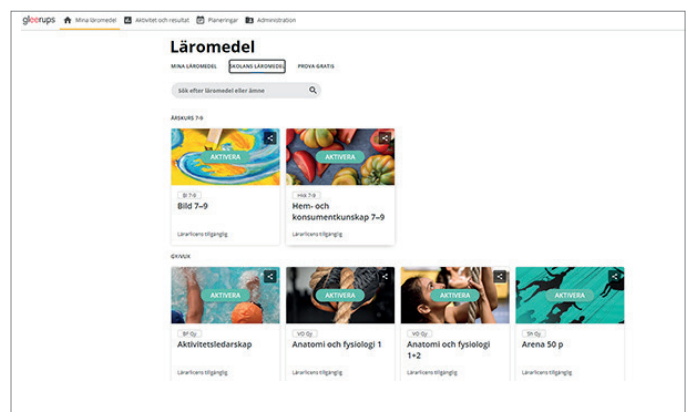 gleerups Mina läromedel Aktivitet och resultat Planeringar Administration
Läromedel
MINA LÄROMEDEL SKOLANS LÄROMEDEL PROVA GRATIS
Sök efter läromedel eller ämne
ÅRSKURS 7-9
AKTIVERA AKTIVERA
Bl 7-9 Hkk 7-9
Bild 7–9 Hem- och
konsumentkunskap 7–9
Lärarlicens tillgänglig Lärarlicens tillgänglig
GY/VUX
AKTIVERA AKTIVERA AKTIVERA AKTIVERA
BF Gy VO Gy VO Gy SH Gy
Aktivitetsledarskap Anatomi och fysiologi 1 Anatomi och fysiologi Arena 50 p
1+2
Lärarlicens tillgänglig Lärarlicens tillgänglig Lärarlicens tillgänglig Lärarlicens tillgänglig